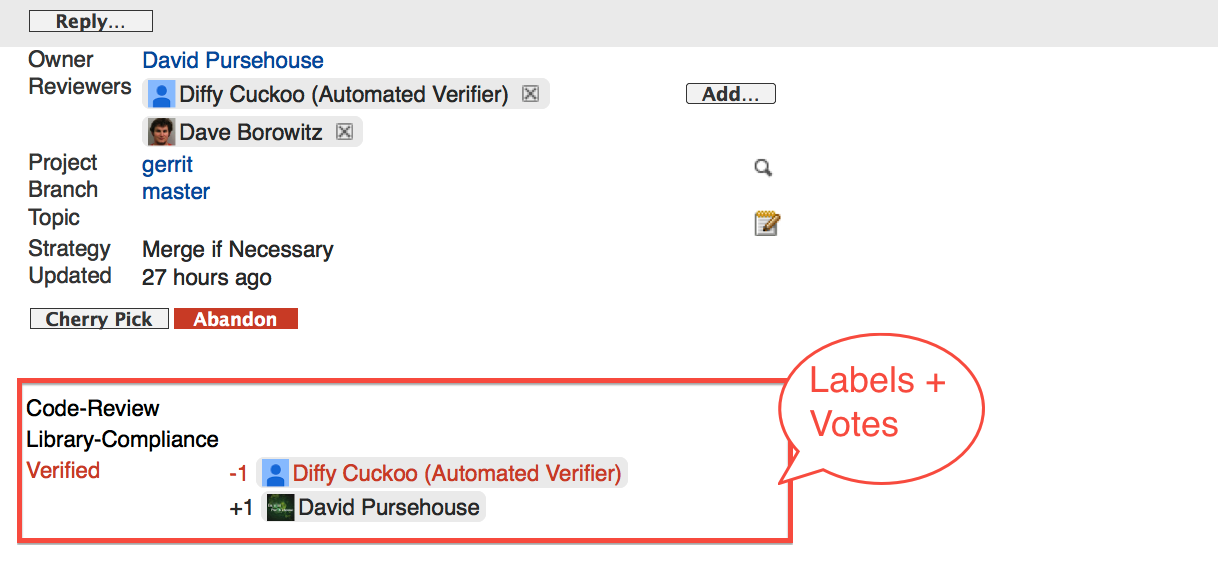 Reply...
Owner David Pursehouse
Reviewers Diffy Cuckoo (Automated Verifier) Add...
Dave Borowitz
Project gerrit
Branch master
Topic
Strategy Merge if Necessary
Updated 27 hours ago
Cherry Pick Abandon
Labels +
Votes
Code-Review
Library-Compliance
Verified -1 Diffy Cuckoo (Automated Verifier)
+1 David Pursehouse